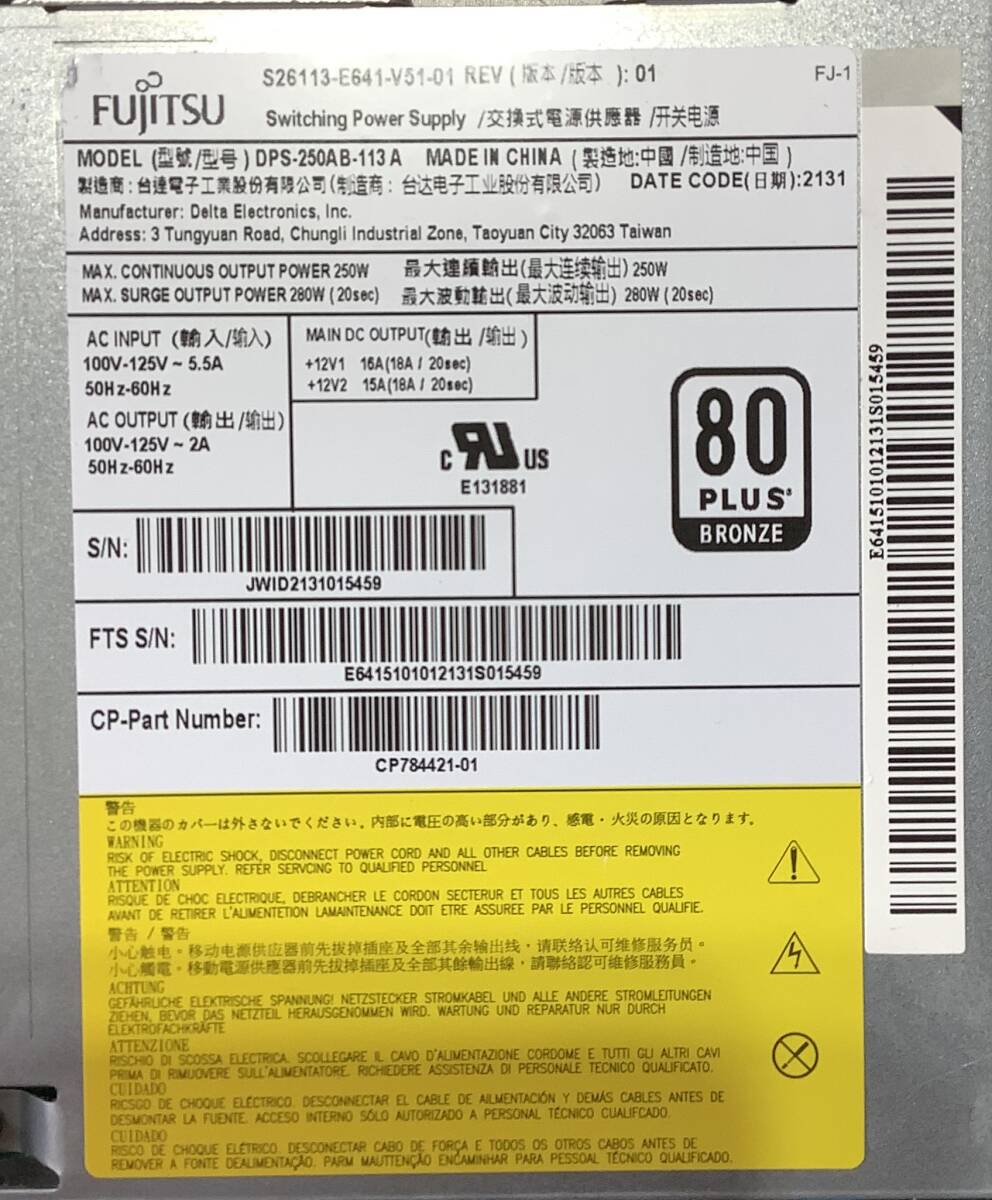 FUJITSU
S26113-E641-V51-01 REV (版本/版本 ): 01
FJ-1
Switching Power Supply /交換式電源供應器 /开关电源
MODEL (型號/型号 ) DPS-250AB-113 A MADE IN CHINA ( 製造地:中國 /制造地:中国 )
製造商 : 台達電子工業股份有限公司 (制造商 : 台达电子工业股份有限公司) DATE CODE(日期):2131
Manufacturer: Delta Electronics, Inc.
Address: 3 Tungyuan Road, Chungli Industrial Zone, Taoyuan City 32063 Taiwan
MAX. CONTINUOUS OUTPUT POWER 250W 最大連續輸出(最大连续输出) 250W
MAX. SURGE OUTPUT POWER 280W (20sec) 最大波動輸出(最大波动输出) 280W (20sec)
AC INPUT (輸入/输入)
100V-125V ~ 5.5A
50Hz-60Hz
AC OUTPUT (輸出/输出)
100V-125V ~ 2A
50Hz-60Hz
MAIN DC OUTPUT(輸出 /输出 )
+12V1 16A(18A / 20sec)
+12V2 15A(18A / 20sec)
C RU US
E131881
80
PLUS
BRONZE
S/N:
JWID2131015459
FTS S/N:
E6415101012131S015459
CP-Part Number:
CP784421-01
E6415101012131S015459
警告
この機器のカバーは外さないでください。内部に電圧の高い部分があり、感電・火災の原因となります。
WARNING
RISK OF ELECTRIC SHOCK, DISCONNECT POWER CORD AND ALL OTHER CABLES BEFORE REMOVING
THE POWER SUPPLY. REFER SERVCING TO QUALIFIED PERSONNEL
ATTENTION
RISQUE DE CHOC ELECTRIQUE, DEBRANCHER LE CORDON SECTERUR ET TOUS LES AUTRES CABLES
AVANT DE RETIRER L'ALIMENTETION LAMAINTENANCE DOIT ETRE ASSUREE PAR LE PERSONNEL QUALIFIE.
警告 / 警告
小心触电。移动电源供应器前先拔掉插座及全部其余输出线，请联络认可维修服务员。
小心觸電。移動電源供應器前先拔掉插座及全部其餘輸出線，請聯絡認可維修服務員。
ACHTUNG
GEFÄHRLICHE ELEKTRISCHE SPANNUNG! NETZSTECKER STROMKABEL UND ALLE ANDERE STROMLEITUNGEN
ZIEHEN, BEVOR DAS NETZTEIL HERAUSGENOMMEN WIRD. WARTUNG UND REPARATUR NUR DURCH
ELEKTROFACHKRÄFTE
ATTENZIONE
RISCHIO DI SCOSSA ELECTRICA. SCOLLEGARE IL CAVO D'ALIMENTAZIONE CORDOME E TUTTI GLI ALTRI CAVI
PRIMA DI RIMUOVERE SULL'ALIMENTATORE. RICHIEDERE ASSISTENZA DI PERSONALE TECNICO QUALIFICATO.
CUIDADO
RICSGO DE CHOQUE ELÉCTRICO. DESCONNECTAR EL CABLE DE AILMENTACIÓN Y DEMÁS CABLES ANTES DE
DESMONTAR LA FUENTE. ACCESO INTERNO SÓLO AUTORIZADO A PERSONAL TÉCNICO CUALIFCADO.
CUIDADO
RISCO DE CHOQUE ELÉTRICO. DESCONECTAR CABO DE FORÇA E TODOS OS OTROS CABOS ANTES DE
REMOVER A FONTE DEALIMENTAÇÃO. PARM MAUTTENÇÃO ENCAMINHAR PARA PESSOAL TÉCNICO QUALIFICADO.